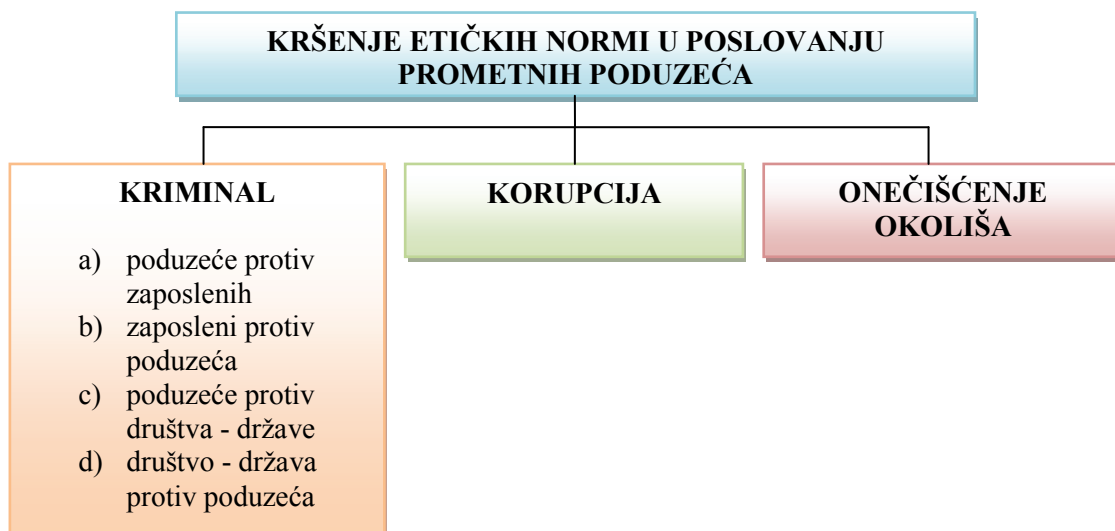 KRŠENJE ETIČKIH NORMI U POSLOVANJU
PROMETNIH PODUZEĆA
KRIMINAL
a) poduzeće protiv
zaposlenih
b) zaposleni protiv
poduzeća
c) poduzeće protiv
društva - države
d) društvo - država
protiv poduzeća
KORUPCIJA
ONEČIŠĆENJE
OKOLIŠA